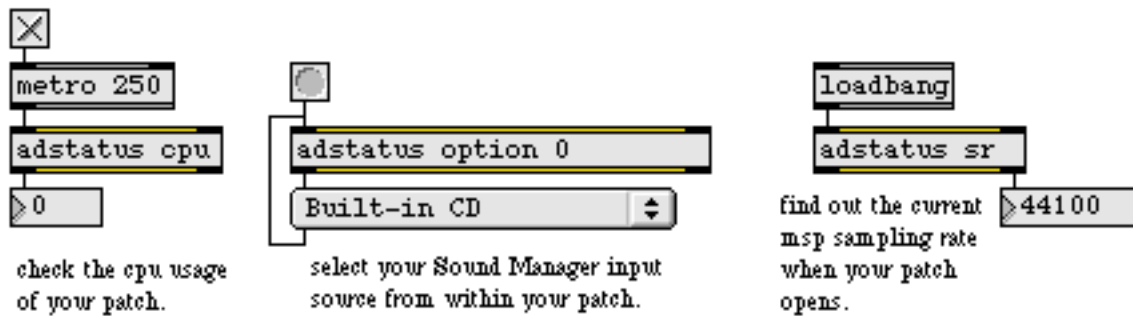 metro 250
adstatus cpu
0
check the cpu usage
of your patch.
adstatus option 0
Built-in CD
select your Sound Manager input
source from within your patch.
loadbang
adstatus sr
44100
find out the current
msp sampling rate
when your patch
opens.